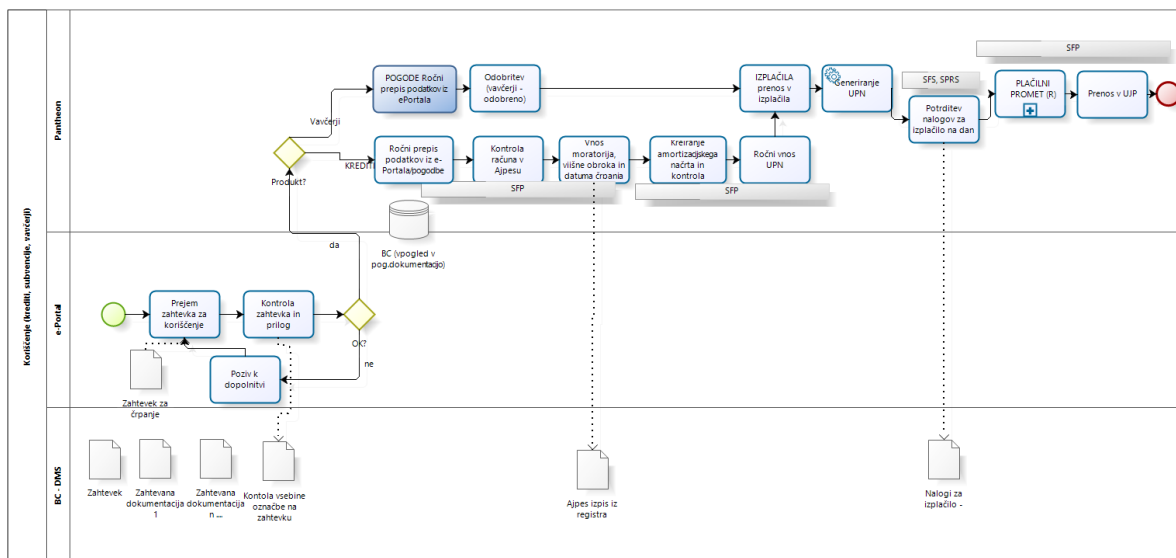 Koriščenje (krediti, subvencije, vavčerji)
Pantheon
SFP
POGODE Ročni
prepis podatkov iz
ePortala
Odobritev
(vavčerji -
odobreno)
IZPLAČILA
prenos v
izplačila
Generiranje
UPN
SFS, SPRS
Potrditev
nalogov za
izplačilo na dan
PLAČILNI
PROMET (R)
Prenos v UJP
Vavčerji
KREDITI
Produkt?
Ročni prepis
podatkov iz e-
Portala/pogodbe
Kontrola
računa v
Ajpesu
Vnos
moratorija,
višine obroka in
datuma črpanja
Kreiranje
amortizadjskega
načrta in
kontrola
Ročni vnos
UPN
SFP
SFP
BC (vpogled v
pog.dokumentacjo)
da
e-Portal
Prejem
zahtevka za
koriščenje
Kontrola
zahtevka in
prilog
OK?
ne
Poziv k
dopolnitvi
Zahtevek za
črpanje
BC - DMS
Zahtevek
Zahtevana
dokumentacija
1
Zahtevana
dokumentacija
n ...
Kontola vsebine
označbe na
zahtevku
Ajpes izpis iz
registra
Nalogi za
izplačilo -